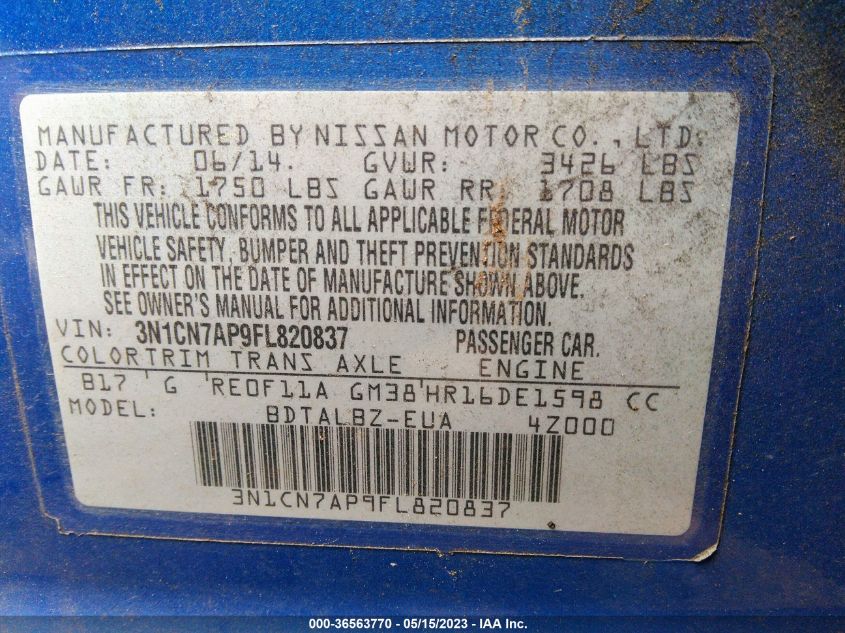 MANUFACTURED BY NISSAN MOTOR CO., LTD.
DATE: 06/14. GVWR: 3426 LBS
GAWR FR: 1750 LBS GAWR RR 1708 LBS
THIS VEHICLE CONFORMS TO ALL APPLICABLE FEDERAL MOTOR
VEHICLE SAFETY, BUMPER AND THEFT PREVENTION STANDARDS
IN EFFECT ON THE DATE OF MANUFACTURE SHOWN ABOVE.
SEE OWNER'S MANUAL FOR ADDITIONAL INFORMATION.
VIN: 3N1CN7AP9FL820837 PASSENGER CAR.
COLORTRIM TRANS AXLE ENGINE
B17 ' G 'RE0F11A GM38'HR16DE1598 CC
MODEL: BDTALBZ-EUA 4Z000
3N1CN7AP9FL820837
000-36563770 - 05/15/2023 - IAA Inc.